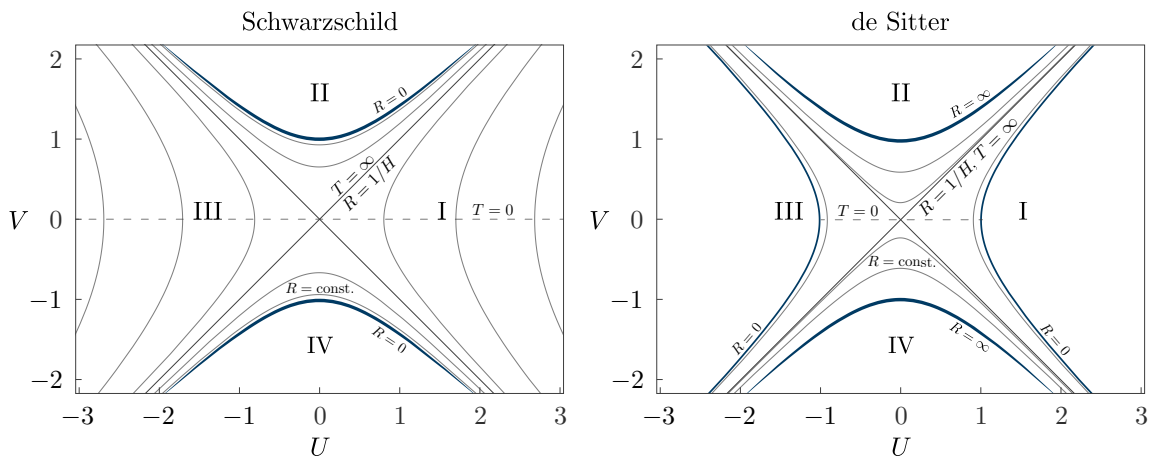 Schwarzschild
2
1
V 0
−1
−2
−3 −2 −1 0 1 2 3
U
II
R = 0
T = ∞
R = 1/H
III
I
T = 0
R = const.
R = 0
IV
de Sitter
2
1
V 0
−1
−2
−3 −2 −1 0 1 2 3
U
II
R = ∞
R = 1/H, T = ∞
III
T = 0
I
R = const.
R = 0
IV
R = ∞
R = 0